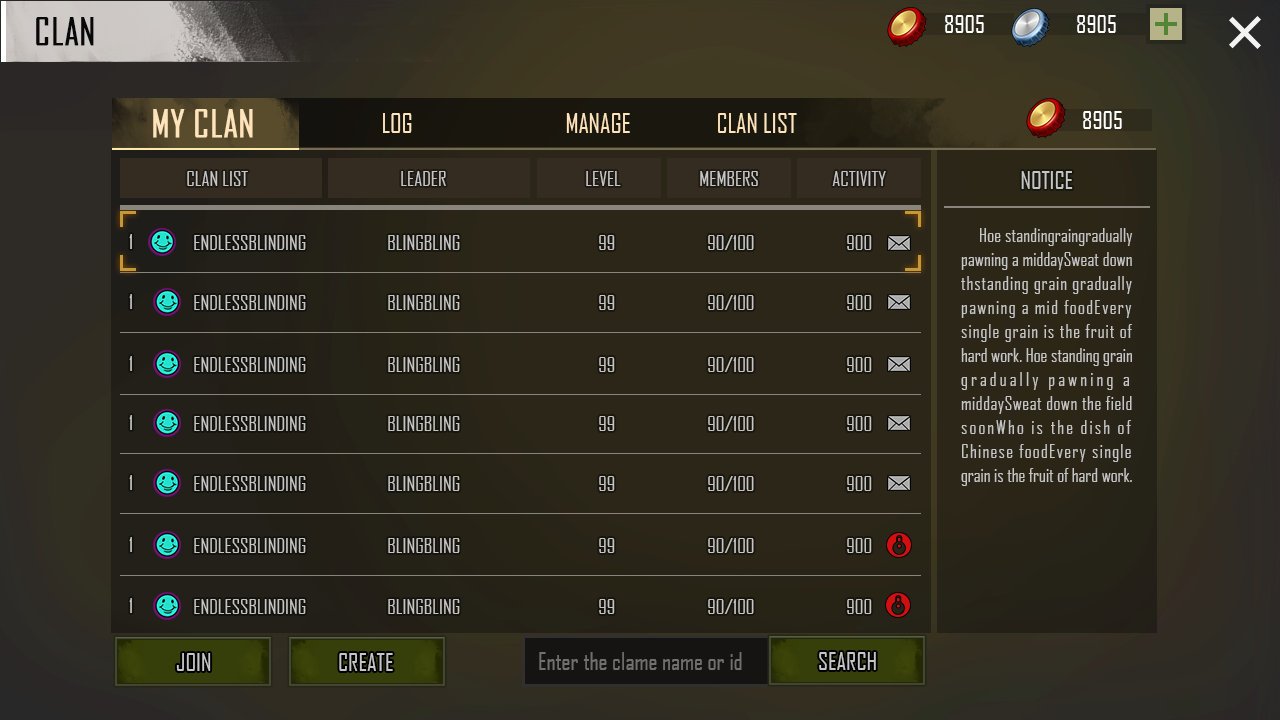 CLAN
8905
8905
MY CLAN
LOG
MANAGE
CLAN LIST
8905
CLAN LIST
LEADER
LEVEL
MEMBERS
ACTIVITY
1 ENDLESSBLINDING BLINGBLING 99 90/100 900
1 ENDLESSBLINDING BLINGBLING 99 90/100 900
1 ENDLESSBLINDING BLINGBLING 99 90/100 900
1 ENDLESSBLINDING BLINGBLING 99 90/100 900
1 ENDLESSBLINDING BLINGBLING 99 90/100 900
1 ENDLESSBLINDING BLINGBLING 99 90/100 900
1 ENDLESSBLINDING BLINGBLING 99 90/100 900
NOTICE
Hoe standingraingradually
pawning a middaySweat down
thstanding grain gradually
pawning a mid foodEvery
single grain is the fruit of
hard work. Hoe standing grain
gradually pawning a
middaySweat down the field
soonWho is the dish of
Chinese foodEvery single
grain is the fruit of hard work.
JOIN
CREATE
Enter the clame name or id
SEARCH